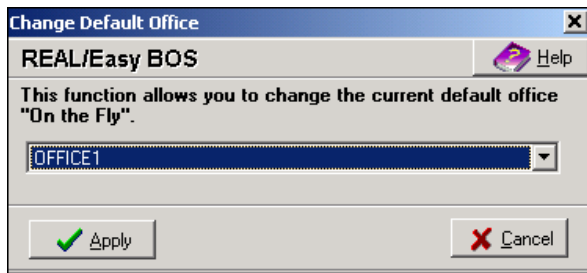 Change Default Office
REAL/Easy BOS
Help
This function allows you to change the current default office
"On the Fly".
OFFICE1
Apply
Cancel